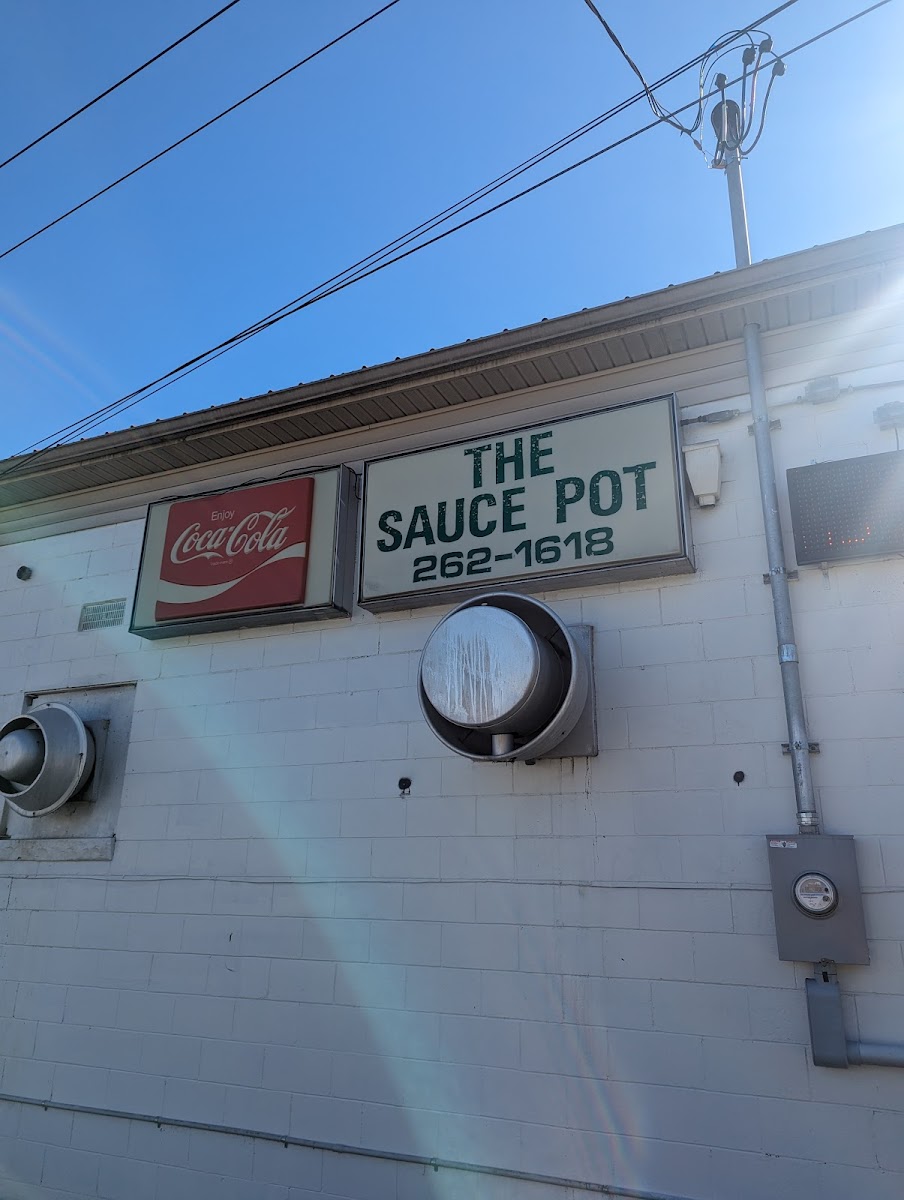 Enjoy
Coca-Cola
THE
SAUCE POT
262-1618